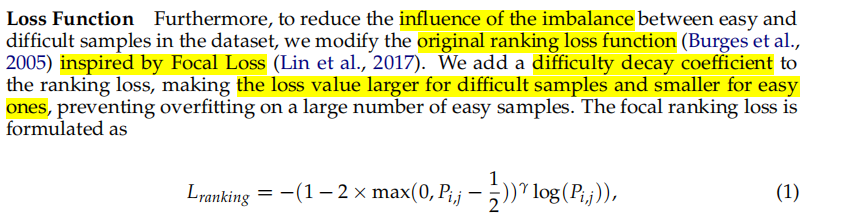 Loss Function Furthermore, to reduce the influence of the imbalance between easy and
difficult samples in the dataset, we modify the original ranking loss function (Burges et al.,
2005) inspired by Focal Loss (Lin et al., 2017). We add a difficulty decay coefficient to
the ranking loss, making the loss value larger for difficult samples and smaller for easy
ones, preventing overfitting on a large number of easy samples. The focal ranking loss is
formulated as
L_{ranking} = −(1 − 2 × max(0, P_{i,j} − \frac{1}{2}))^γ log(P_{i,j})), (1)